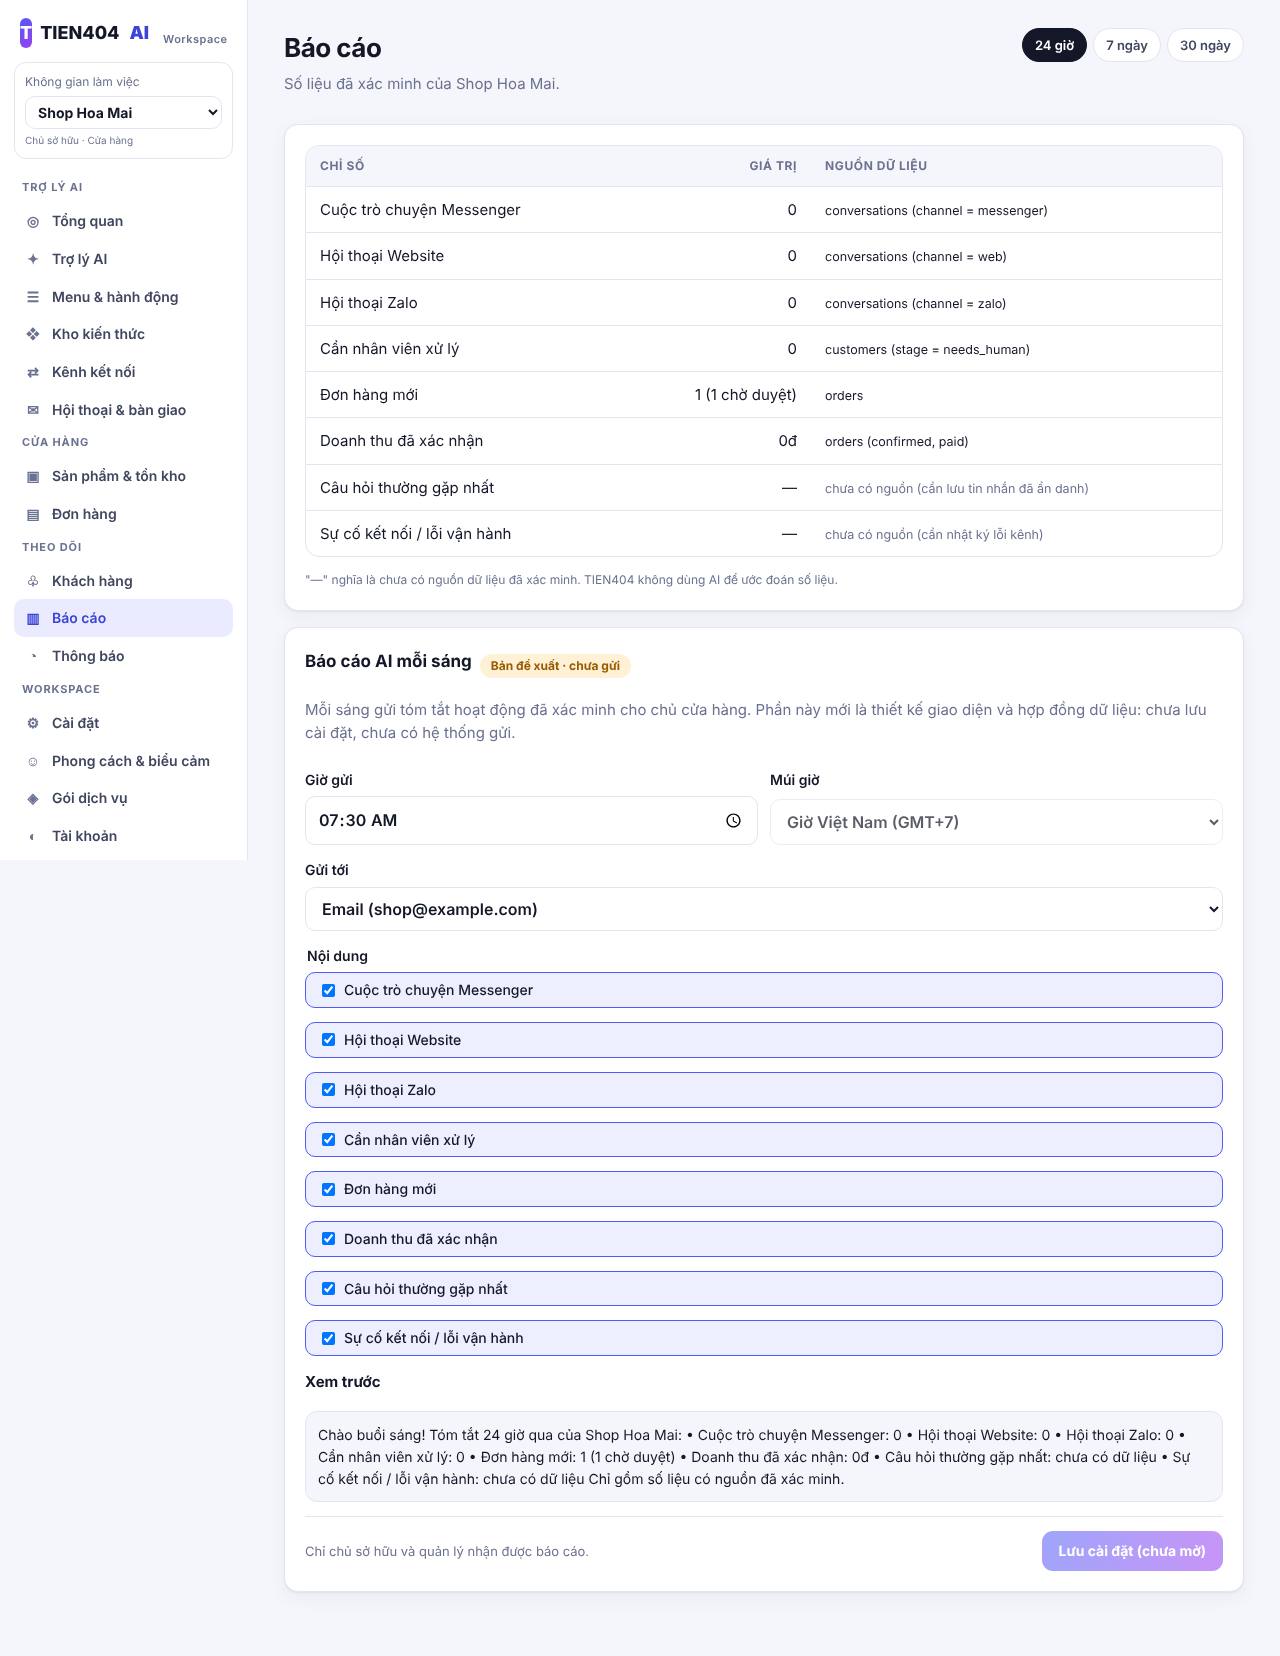 T TIEN404 AI Workspace
Không gian làm việc
Shop Hoa Mai
Chủ sở hữu · Cửa hàng
TRỢ LÝ AI
Tổng quan
Trợ lý AI
Menu & hành động
Kho kiến thức
Kênh kết nối
Hội thoại & bàn giao
CỬA HÀNG
Sản phẩm & tồn kho
Đơn hàng
THEO DÕI
Khách hàng
Báo cáo
Thông báo
WORKSPACE
Cài đặt
Phong cách & biểu cảm
Gói dịch vụ
Tài khoản
Báo cáo
24 giờ 7 ngày 30 ngày
Số liệu đã xác minh của Shop Hoa Mai.
CHỈ SỐ GIÁ TRỊ NGUỒN DỮ LIỆU
Cuộc trò chuyện Messenger 0 conversations (channel = messenger)
Hội thoại Website 0 conversations (channel = web)
Hội thoại Zalo 0 conversations (channel = zalo)
Cần nhân viên xử lý 0 customers (stage = needs_human)
Đơn hàng mới 1 (1 chờ duyệt) orders
Doanh thu đã xác nhận 0đ orders (confirmed, paid)
Câu hỏi thường gặp nhất — chưa có nguồn (cần lưu tin nhắn đã ẩn danh)
Sự cố kết nối / lỗi vận hành — chưa có nguồn (cần nhật ký lỗi kênh)
"—" nghĩa là chưa có nguồn dữ liệu đã xác minh. TIEN404 không dùng AI để ước đoán số liệu.
Báo cáo AI mỗi sáng Bản đề xuất · chưa gửi
Mỗi sáng gửi tóm tắt hoạt động đã xác minh cho chủ cửa hàng. Phần này mới là thiết kế giao diện và hợp đồng dữ liệu: chưa lưu
cài đặt, chưa có hệ thống gửi.
Giờ gửi Múi giờ
07:30 AM Giờ Việt Nam (GMT+7)
Gửi tới
Email (shop@example.com)
Nội dung
Cuộc trò chuyện Messenger
Hội thoại Website
Hội thoại Zalo
Cần nhân viên xử lý
Đơn hàng mới
Doanh thu đã xác nhận
Câu hỏi thường gặp nhất
Sự cố kết nối / lỗi vận hành
Xem trước
Chào buổi sáng! Tóm tắt 24 giờ qua của Shop Hoa Mai: • Cuộc trò chuyện Messenger: 0 • Hội thoại Website: 0 • Hội thoại Zalo: 0 •
Cần nhân viên xử lý: 0 • Đơn hàng mới: 1 (1 chờ duyệt) • Doanh thu đã xác nhận: 0đ • Câu hỏi thường gặp nhất: chưa có dữ liệu • Sự
cố kết nối / lỗi vận hành: chưa có dữ liệu Chỉ gồm số liệu có nguồn đã xác minh.
Chỉ chủ sở hữu và quản lý nhận được báo cáo.
Lưu cài đặt (chưa mở)